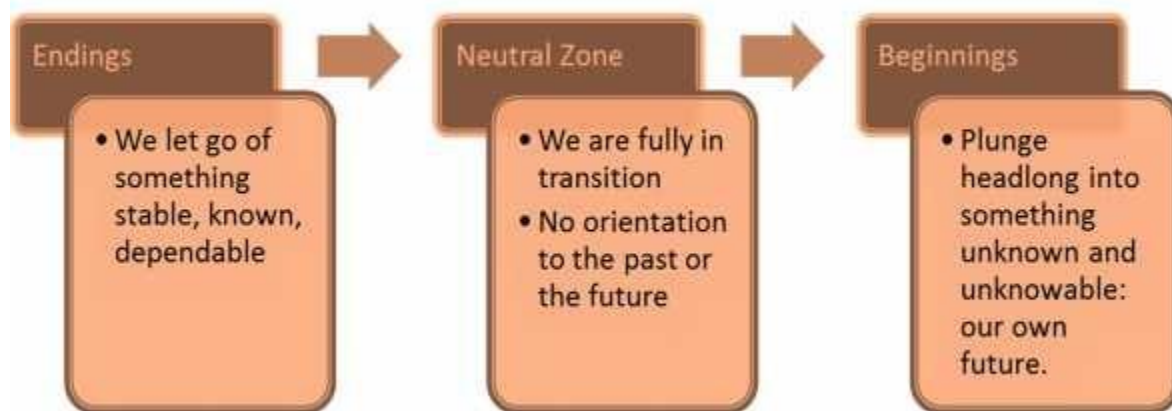 Endings
• We let go of
something
stable, known,
dependable
Neutral Zone
• We are fully in
transition
• No orientation
to the past or
the future
Beginnings
• Plunge
headlong into
something
unknown and
unknowable:
our own
future.